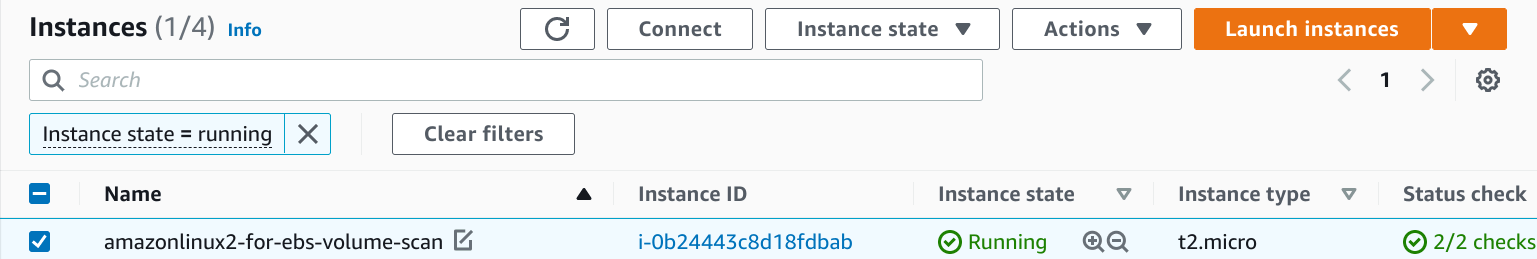 Instances (1/4) Info Connect Instance state Actions Launch instances
Search 1
Instance state = running Clear filters
Name Instance ID Instance state Instance type Status check
amazonlinux2-for-ebs-volume-scan i-0b24443c8d18fdbab Running t2.micro 2/2 checks